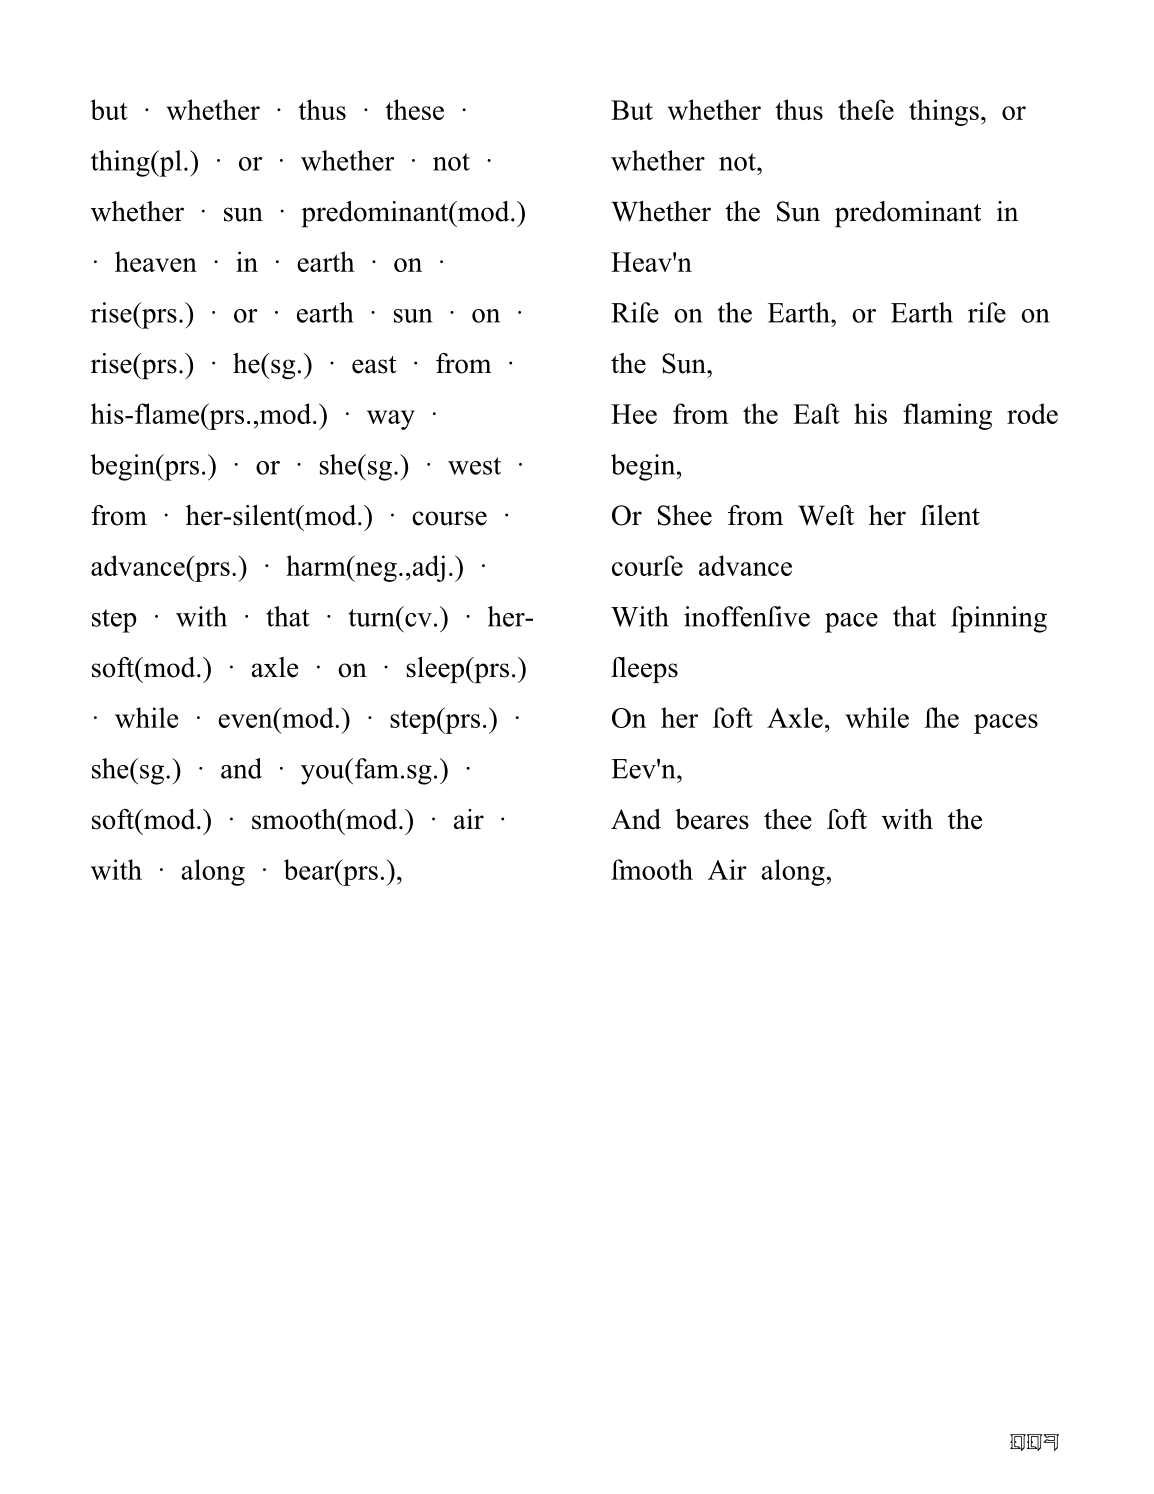 but · whether · thus · these ·
thing(pl.) · or · whether · not ·
whether · sun · predominant(mod.)
· heaven · in · earth · on ·
rise(prs.) · or · earth · sun · on ·
rise(prs.) · he(sg.) · east · from ·
his-flame(prs.,mod.) · way ·
begin(prs.) · or · she(sg.) · west ·
from · her-silent(mod.) · course ·
advance(prs.) · harm(neg.,adj.) ·
step · with · that · turn(cv.) · her-
soft(mod.) · axle · on · sleep(prs.)
· while · even(mod.) · step(prs.) ·
she(sg.) · and · you(fam.sg.) ·
soft(mod.) · smooth(mod.) · air ·
with · along · bear(prs.),
But whether thus theſe things, or
whether not,
Whether the Sun predominant in
Heav'n
Riſe on the Earth, or Earth riſe on
the Sun,
Hee from the Eaſt his flaming rode
begin,
Or Shee from Weſt her ſilent
courſe advance
With inoffenſive pace that ſpinning
ſleeps
On her ſoft Axle, while ſhe paces
Eev'n,
And beares thee ſoft with the
ſmooth Air along,